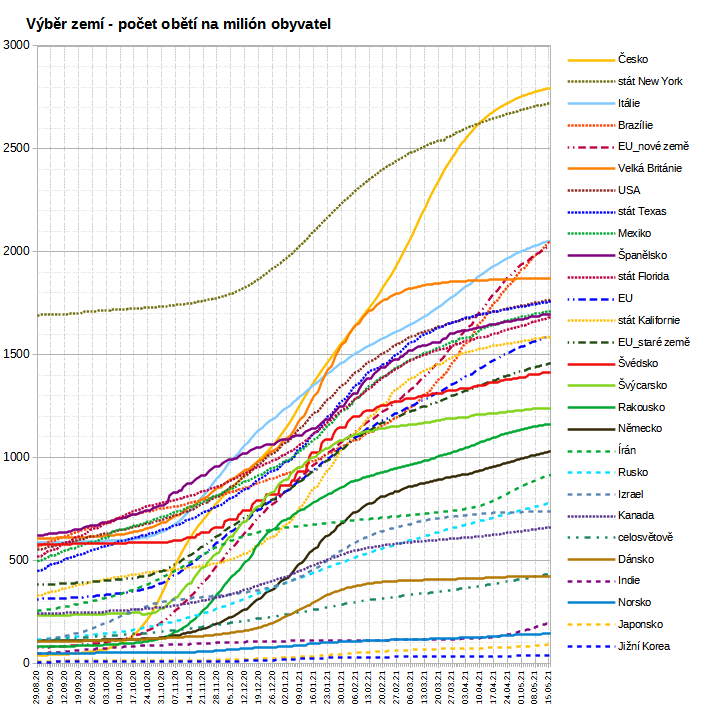 Výběr zemí - počet obětí na milión obyvatel
3000
2500
2000
1500
1000
500
0
Česko
stát New York
Itálie
Brazílie
EU_nové země
Velká Británie
USA
stát Texas
Mexiko
Španělsko
stát Florida
EU
stát Kalifornie
EU_staré země
Švédsko
Švýcarsko
Rakousko
Německo
Írán
Rusko
Izrael
Kanada
celosvětově
Dánsko
Indie
Norsko
Japonsko
Jižní Korea
29.08.20
05.09.20
12.09.20
19.09.20
26.09.20
03.10.20
10.10.20
17.10.20
24.10.20
31.10.20
07.11.20
14.11.20
21.11.20
28.11.20
05.12.20
12.12.20
19.12.20
26.12.20
02.01.21
09.01.21
16.01.21
23.01.21
30.01.21
06.02.21
13.02.21
20.02.21
27.02.21
06.03.21
13.03.21
20.03.21
27.03.21
03.04.21
10.04.21
17.04.21
24.04.21
01.05.21
08.05.21
15.05.21